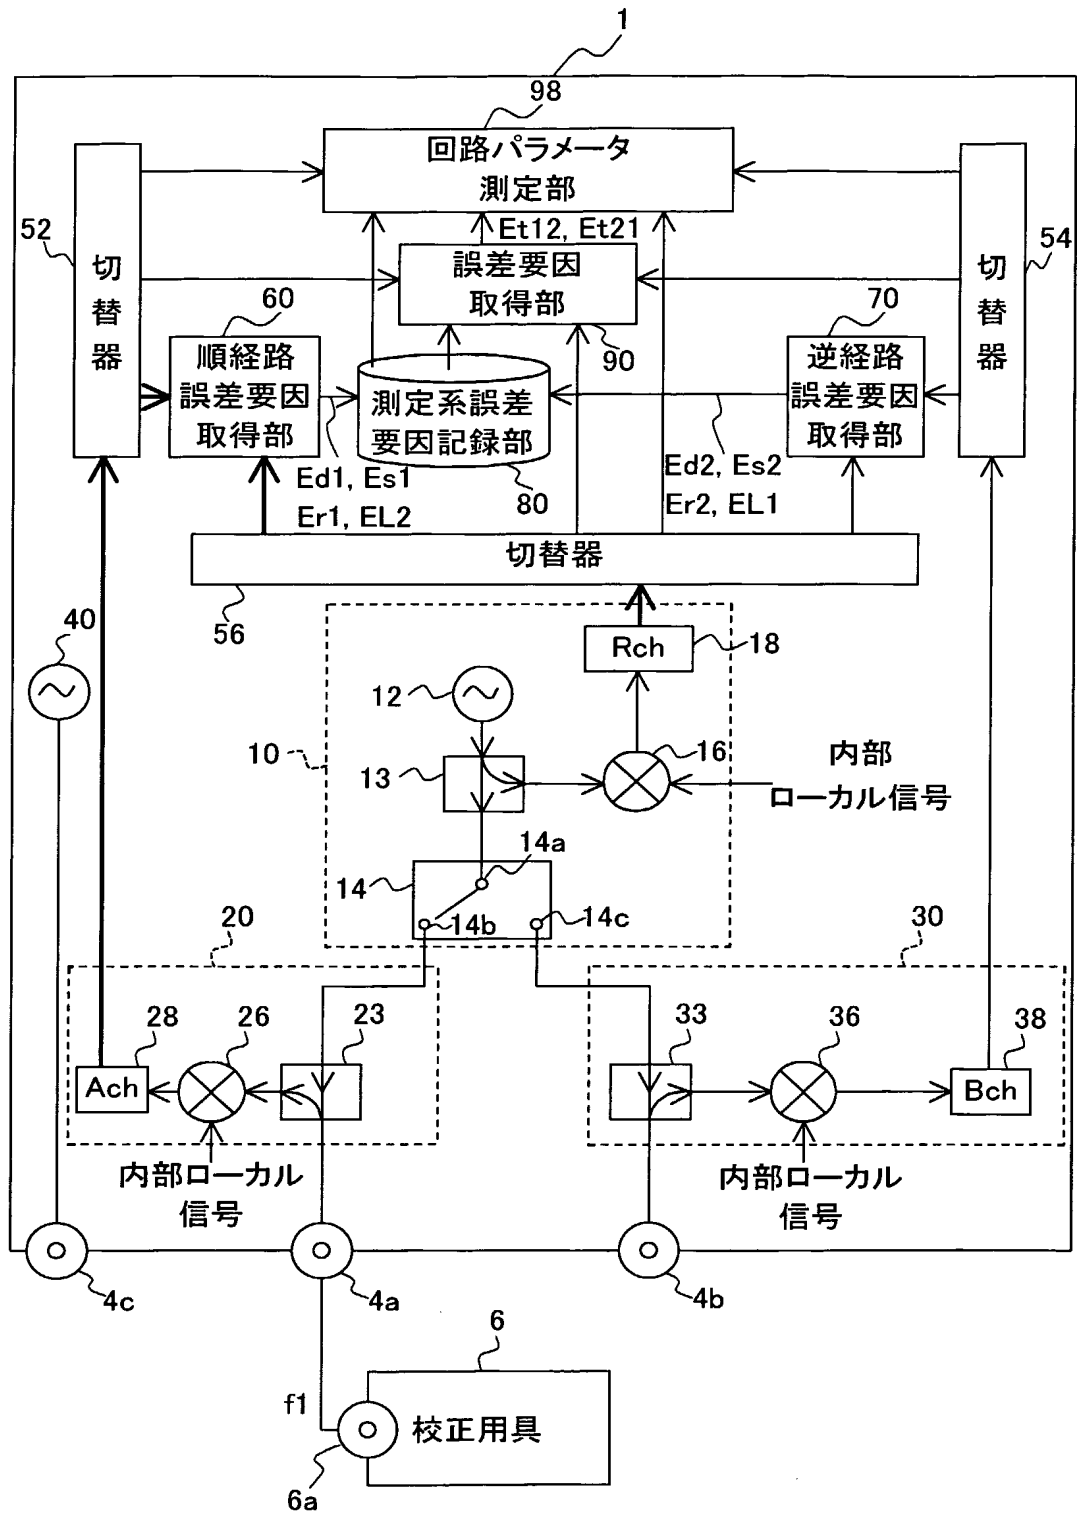 1
98
回路パラメータ
測定部
52
切
替
器
54
切
替
器
Et12, Et21
誤差要因
取得部
90
60
順経路
誤差要因
取得部
70
逆経路
誤差要因
取得部
測定系誤差
要因記録部
80
Ed1, Es1
Er1, EL2
Ed2, Es2
Er2, EL1
切替器
56
40
Rch
18
12
10
13
16
内部
ローカル信号
14a
14
14b
14c
20
30
28
26
23
33
36
38
Ach
Bch
内部ローカル
信号
内部ローカル
信号
4c
4a
4b
6
f1
校正用具
6a